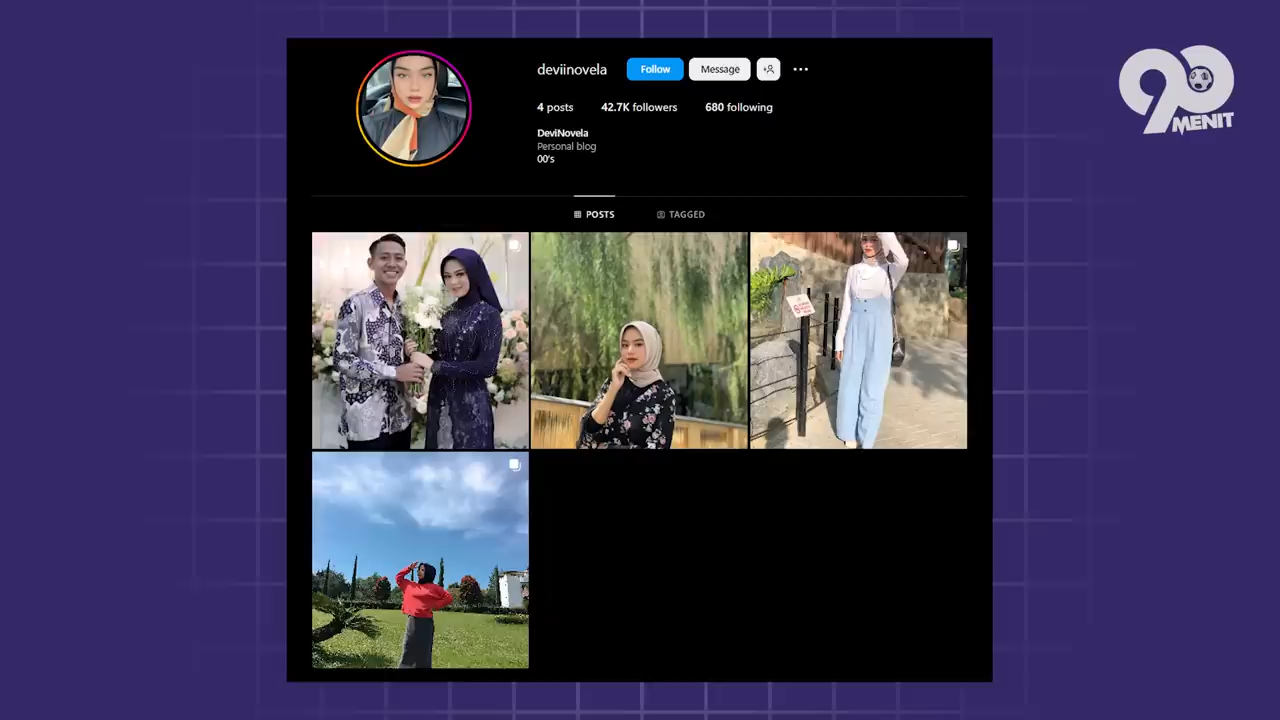 deviinovela Follow Message
4 posts 42.7K followers 680 following
DeviNovela
Personal blog
00's
POSTS TAGGED
90
MENIT